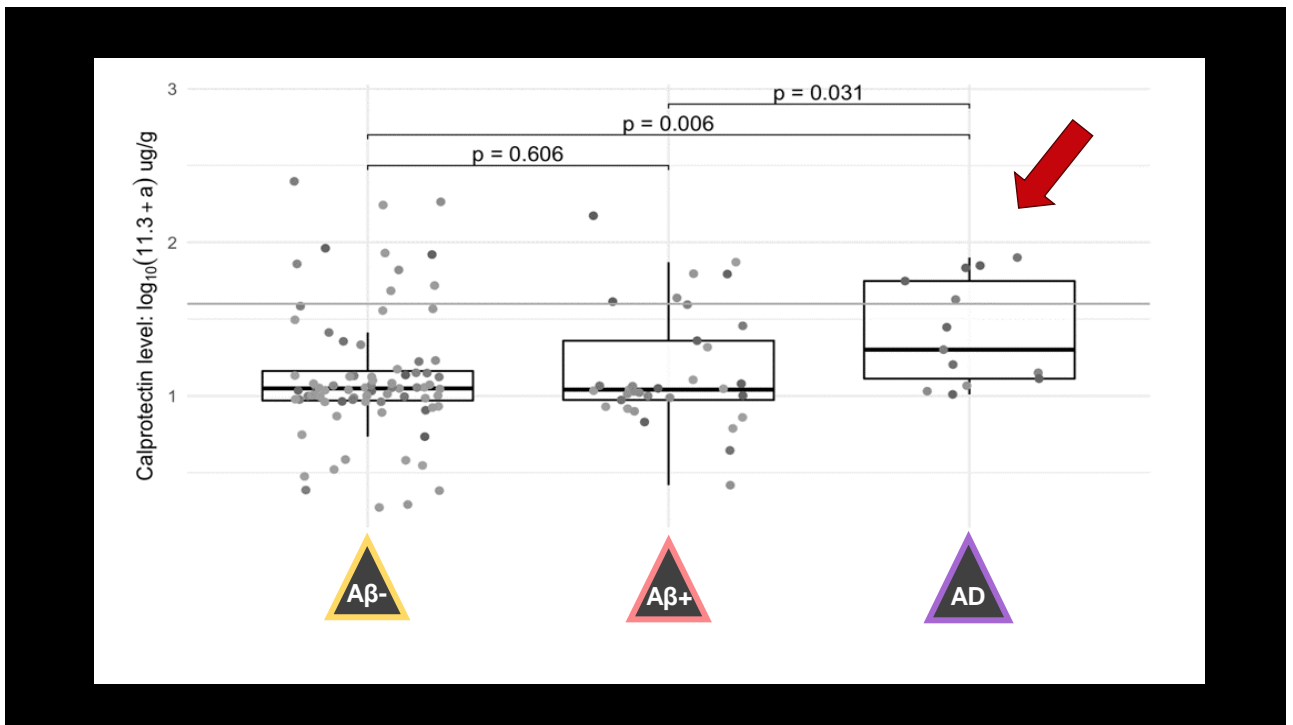 3
p = 0.031
p = 0.006
p = 0.606
2
1
Calprotectin level: log₁₀(11.3 + a) ug/g
Aβ-
Aβ+
AD